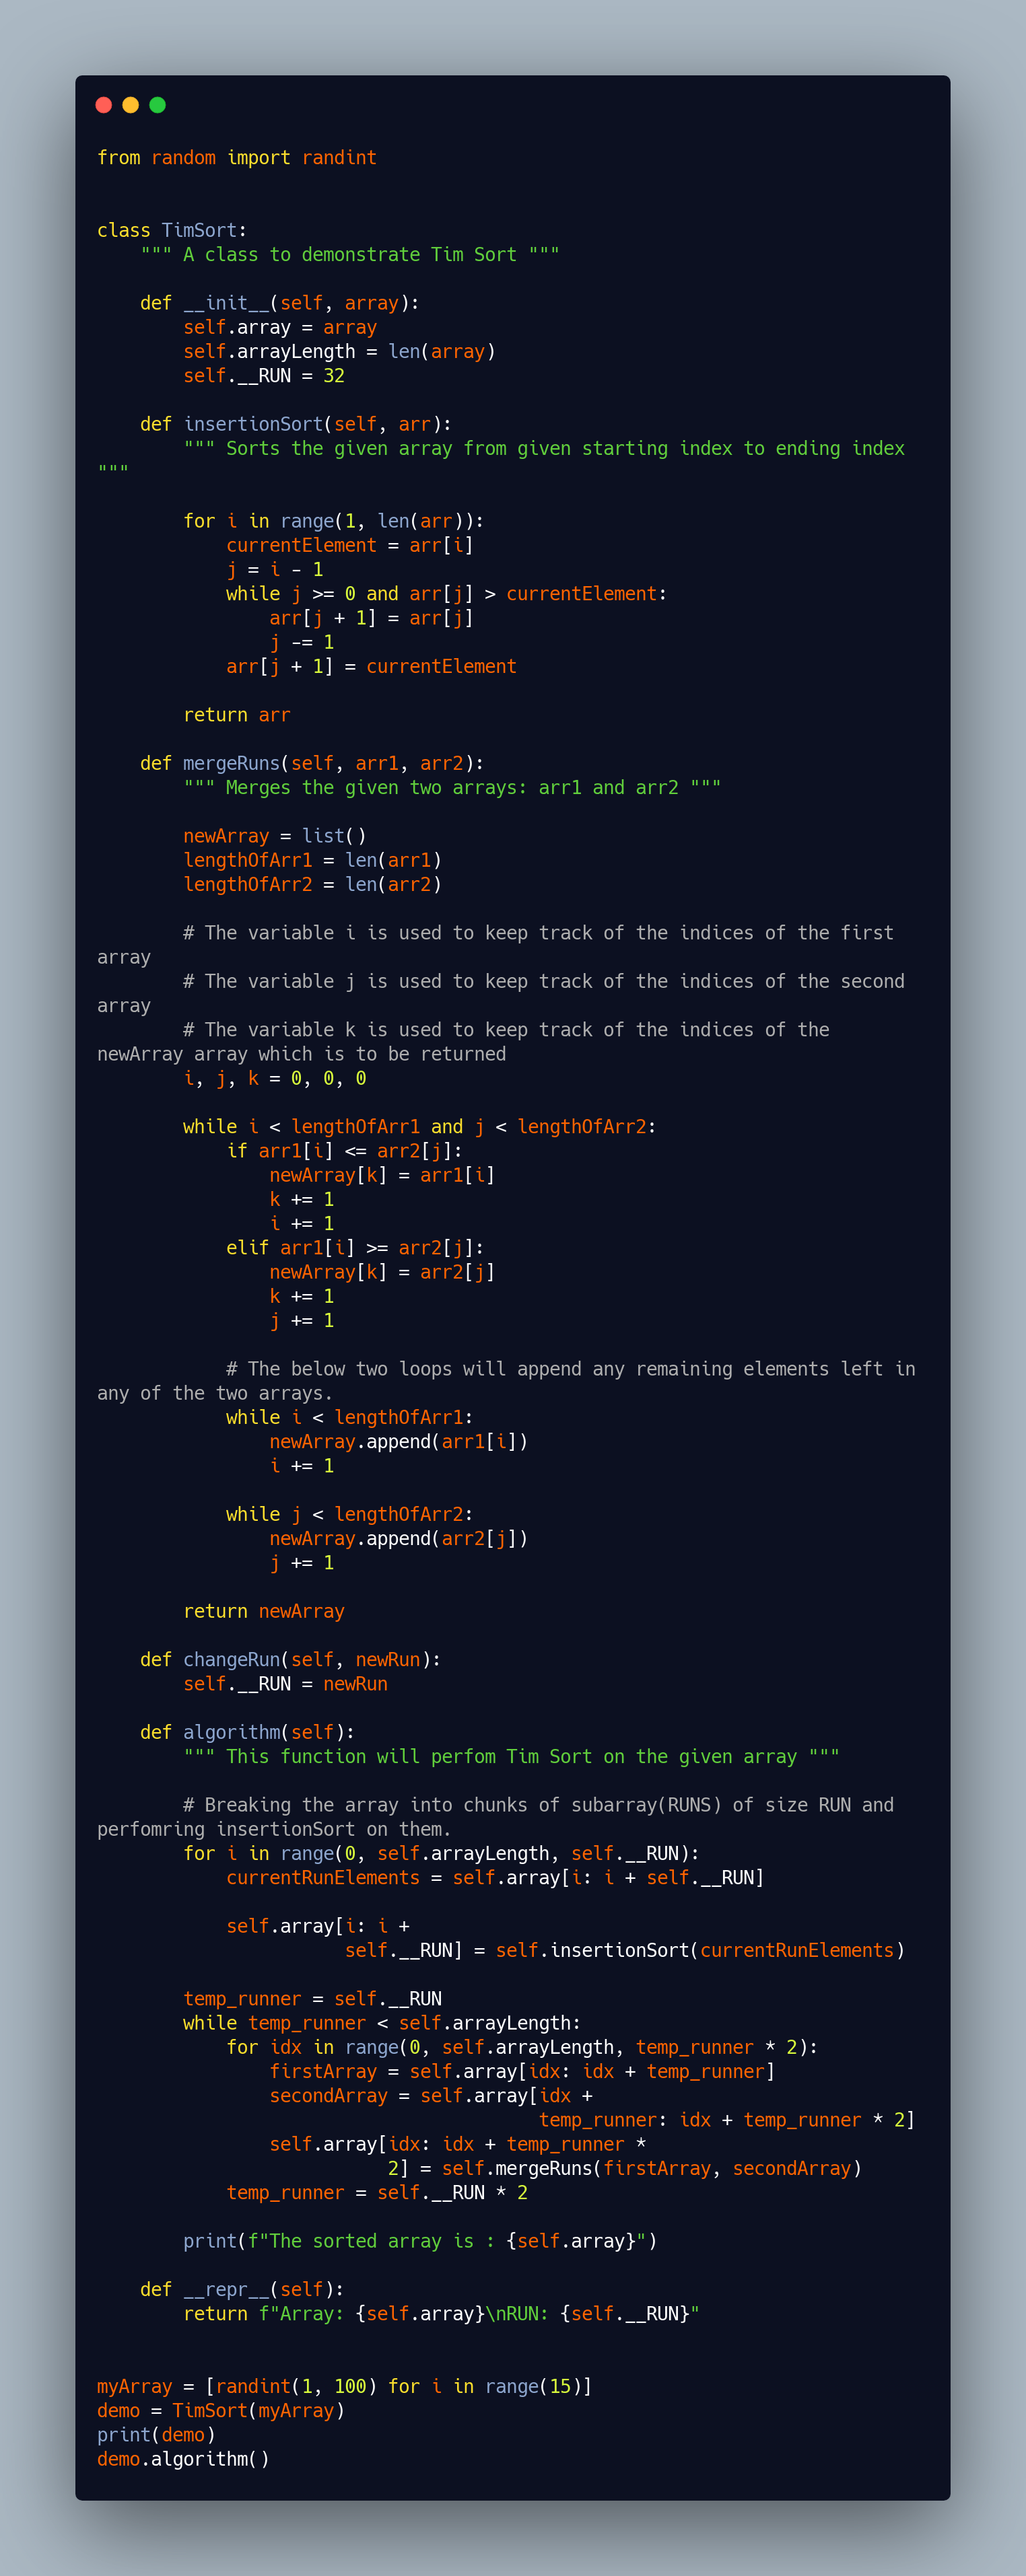 from random import randint
class TimSort:
    """ A class to demonstrate Tim Sort """
    def __init__(self, array):
        self.array = array
        self.arrayLength = len(array)
        self.__RUN = 32
    def insertionSort(self, arr):
        """ Sorts the given array from given starting index to ending index
"""
        for i in range(1, len(arr)):
            currentElement = arr[i]
            j = i - 1
            while j >= 0 and arr[j] > currentElement:
                arr[j + 1] = arr[j]
                j -= 1
            arr[j + 1] = currentElement
        return arr
    def mergeRuns(self, arr1, arr2):
        """ Merges the given two arrays: arr1 and arr2 """
        newArray = list()
        lengthOfArr1 = len(arr1)
        lengthOfArr2 = len(arr2)
        # The variable i is used to keep track of the indices of the first
array
        # The variable j is used to keep track of the indices of the second
array
        # The variable k is used to keep track of the indices of the
newArray array which is to be returned
        i, j, k = 0, 0, 0
        while i < lengthOfArr1 and j < lengthOfArr2:
            if arr1[i] <= arr2[j]:
                newArray[k] = arr1[i]
                k += 1
                i += 1
            elif arr1[i] >= arr2[j]:
                newArray[k] = arr2[j]
                k += 1
                j += 1
            # The below two loops will append any remaining elements left in
any of the two arrays.
            while i < lengthOfArr1:
                newArray.append(arr1[i])
                i += 1
            while j < lengthOfArr2:
                newArray.append(arr2[j])
                j += 1
        return newArray
    def changeRun(self, newRun):
        self.__RUN = newRun
    def algorithm(self):
        """ This function will perfom Tim Sort on the given array """
        # Breaking the array into chunks of subarray(RUNS) of size RUN and
perfomring insertionSort on them.
        for i in range(0, self.arrayLength, self.__RUN):
            currentRunElements = self.array[i: i + self.__RUN]
            self.array[i: i +
                       self.__RUN] = self.insertionSort(currentRunElements)
        temp_runner = self.__RUN
        while temp_runner < self.arrayLength:
            for idx in range(0, self.arrayLength, temp_runner * 2):
                firstArray = self.array[idx: idx + temp_runner]
                secondArray = self.array[idx +
                                         temp_runner: idx + temp_runner * 2]
                self.array[idx: idx + temp_runner *
                           2] = self.mergeRuns(firstArray, secondArray)
            temp_runner = self.__RUN * 2
        print(f"The sorted array is : {self.array}")
    def __repr__(self):
        return f"Array: {self.array}\nRUN: {self.__RUN}"
myArray = [randint(1, 100) for i in range(15)]
demo = TimSort(myArray)
print(demo)
demo.algorithm()